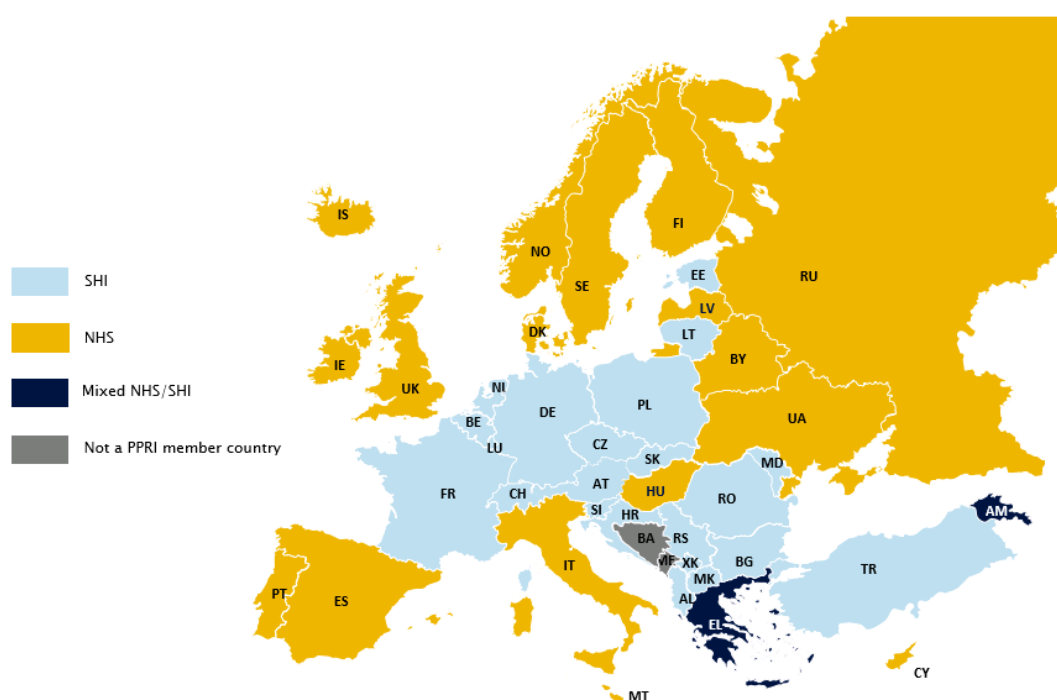 IS
NO
FI
SE
RU
EE
SHI
LV
LT
NHS
DK
BY
IE
UK
NI
Mixed NHS/SHI
DE
PL
UA
BE
CZ
LU
SK
MD
Not a PPRI member country
FR
CH
AT
HU
RO
SI
HR
AM
BA
RS
IT
ME
XK
BG
TR
MK
PT
ES
AL
EL
CY
MT